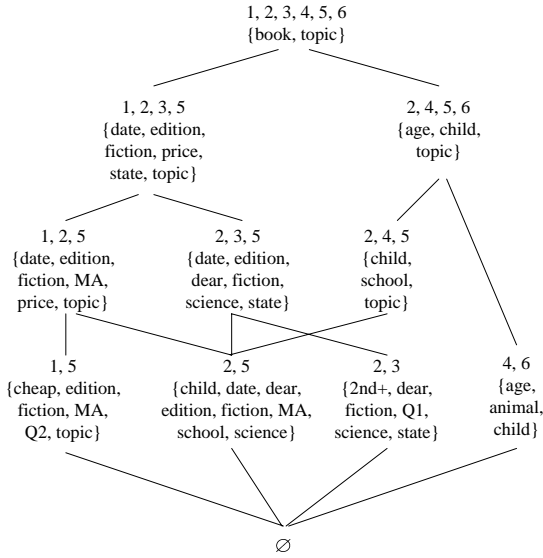 1, 2, 3, 4, 5, 6
{book, topic}
1, 2, 3, 5
{date, edition,
fiction, price,
state, topic}
2, 4, 5, 6
{age, child,
topic}
1, 2, 5
{date, edition,
fiction, MA,
price, topic}
2, 3, 5
{date, edition,
dear, fiction,
science, state}
2, 4, 5
{child,
school,
topic}
1, 5
{cheap, edition,
fiction, MA,
Q2, topic}
2, 5
{child, date, dear,
edition, fiction, MA,
school, science}
2, 3
{2nd+, dear,
fiction, Q1,
science, state}
4, 6
{age,
animal,
child}
∅